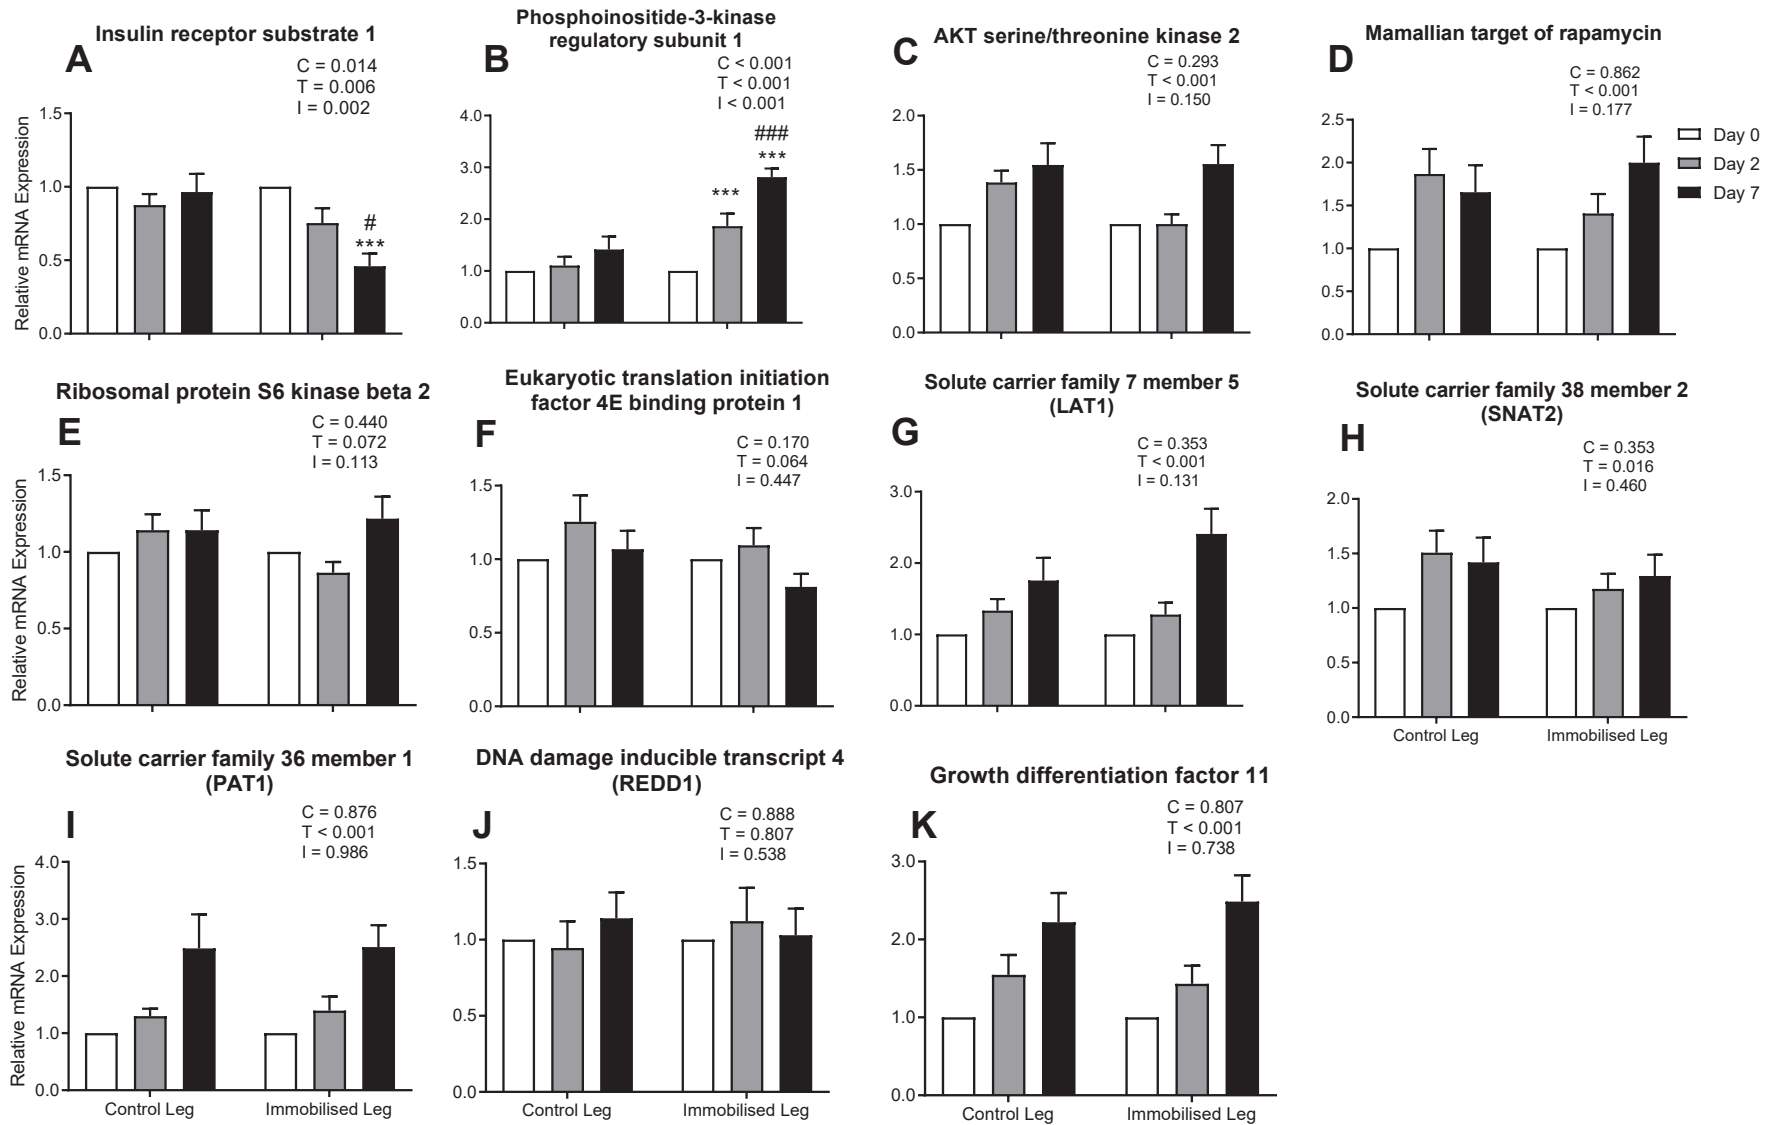 A
Insulin receptor substrate 1
C = 0.014
T = 0.006
I = 0.002
Relative mRNA Expression
1.5
1.0
0.5
0.0
#
***
B
Phosphoinositide-3-kinase
regulatory subunit 1
C < 0.001
T < 0.001
I < 0.001
4.0
3.0
2.0
1.0
0.0
***
###
***
C
AKT serine/threonine kinase 2
C = 0.293
T < 0.001
I = 0.150
2.0
1.5
1.0
0.5
0.0
D
Mamallian target of rapamycin
C = 0.862
T < 0.001
I = 0.177
2.5
2.0
1.5
1.0
0.5
0.0
Day 0
Day 2
Day 7
E
Ribosomal protein S6 kinase beta 2
C = 0.440
T = 0.072
I = 0.113
Relative mRNA Expression
1.5
1.0
0.5
0.0
F
Eukaryotic translation initiation
factor 4E binding protein 1
C = 0.170
T = 0.064
I = 0.447
1.5
1.0
0.5
0.0
G
Solute carrier family 7 member 5
(LAT1)
C = 0.353
T < 0.001
I = 0.131
3.0
2.0
1.0
0.0
H
Solute carrier family 38 member 2
(SNAT2)
C = 0.353
T = 0.016
I = 0.460
2.0
1.5
1.0
0.5
0.0
Control Leg
Immobilised Leg
I
Solute carrier family 36 member 1
(PAT1)
C = 0.876
T < 0.001
I = 0.986
Relative mRNA Expression
4.0
3.0
2.0
1.0
0.0
Control Leg
Immobilised Leg
J
DNA damage inducible transcript 4
(REDD1)
C = 0.888
T = 0.807
I = 0.538
1.5
1.0
0.5
0.0
Control Leg
Immobilised Leg
K
Growth differentiation factor 11
C = 0.807
T < 0.001
I = 0.738
3.0
2.0
1.0
0.0
Control Leg
Immobilised Leg